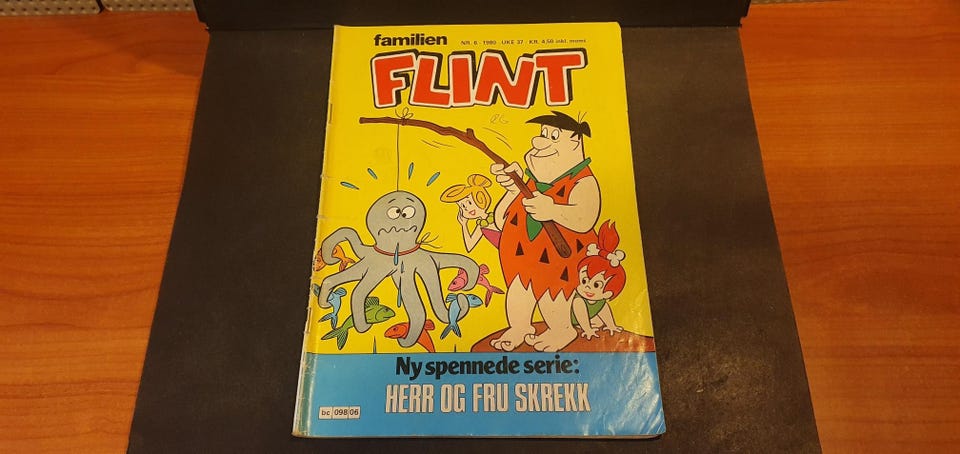 familien
NR. 6 - 1980 - UKE 37 - KR. 4,50 inkl. moms
FLINT
Ny spennede serie:
HERR OG FRU SKREKK
bc 098 06